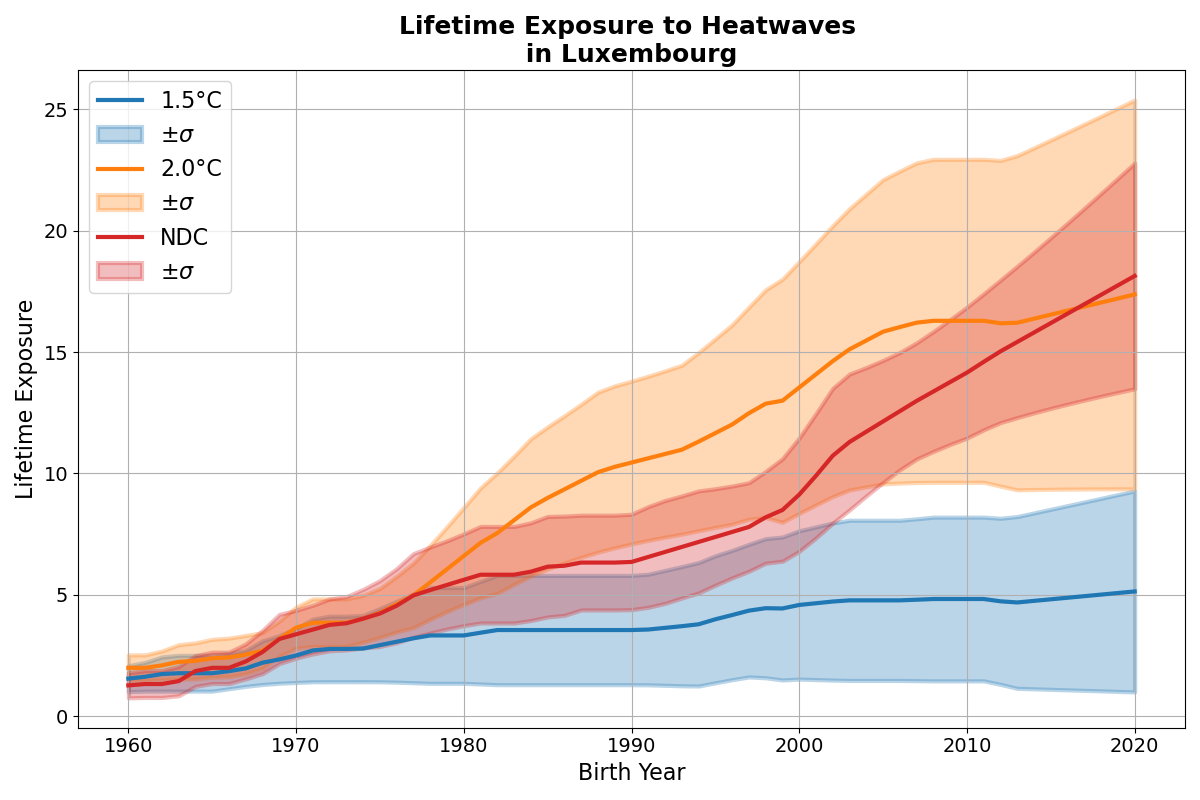 Lifetime Exposure to Heatwaves
in Luxembourg
1.5°C
±σ
2.0°C
±σ
NDC
±σ
Lifetime Exposure
25
20
15
10
5
0
1960 1970 1980 1990 2000 2010 2020
Birth Year